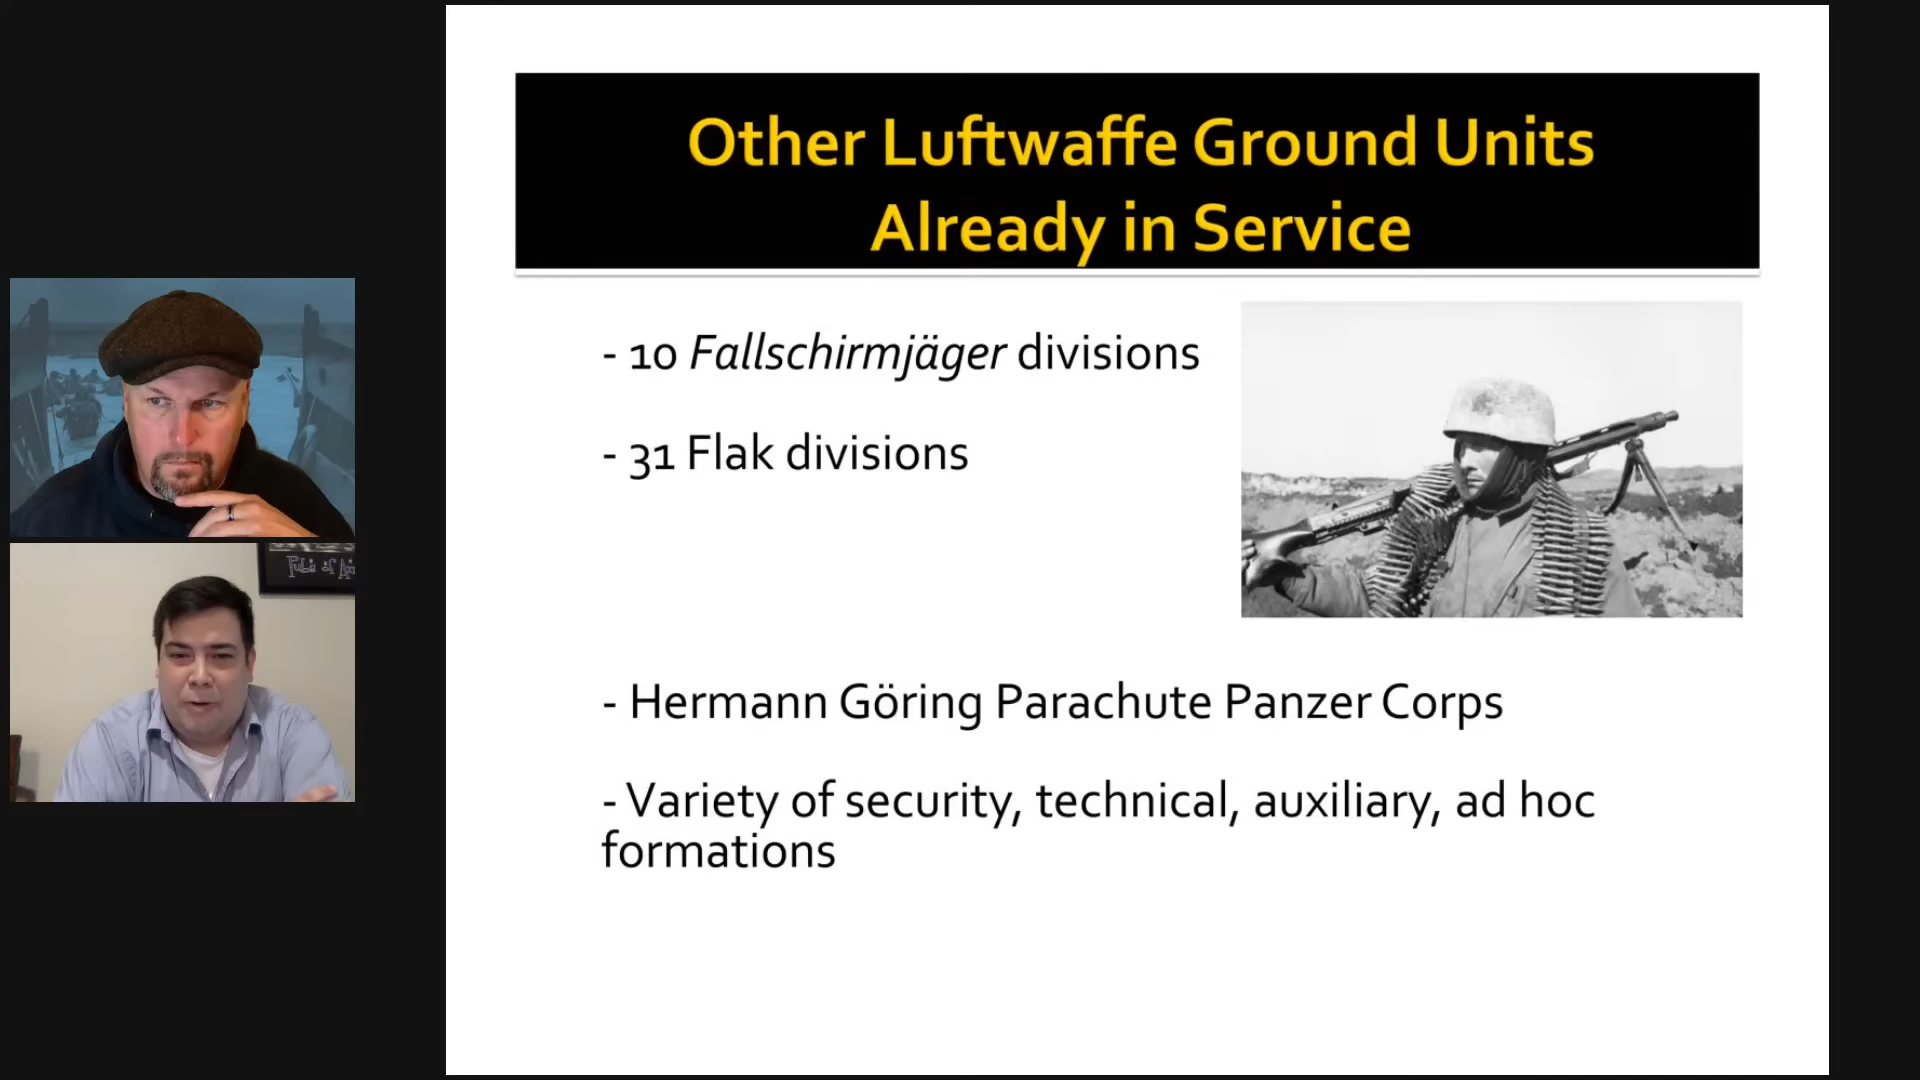 Other Luftwaffe Ground Units
Already in Service
- 10 Fallschirmjäger divisions
- 31 Flak divisions
- Hermann Göring Parachute Panzer Corps
- Variety of security, technical, auxiliary, ad hoc
formations